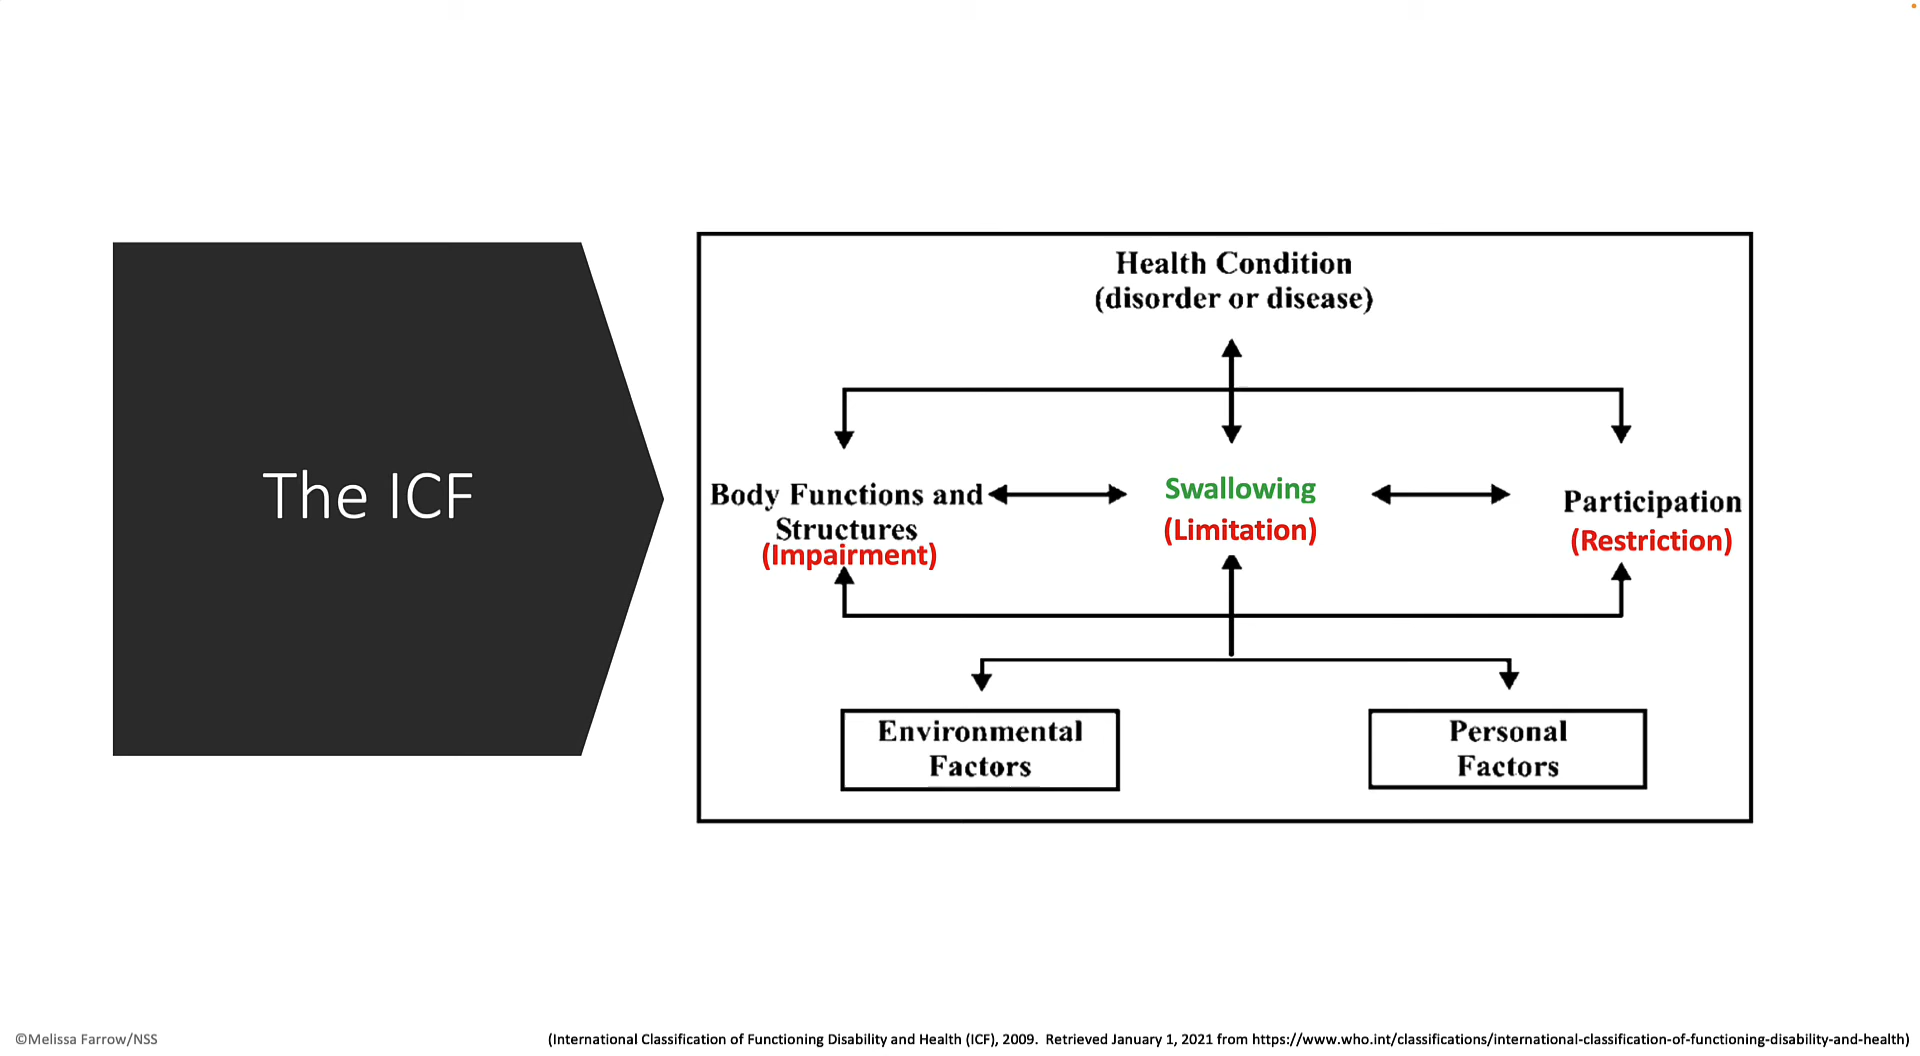 The ICF
Health Condition
(disorder or disease)
Body Functions and
Structures
(Impairment)
Swallowing
(Limitation)
Participation
(Restriction)
Environmental
Factors
Personal
Factors
©Melissa Farrow/NSS
(International Classification of Functioning Disability and Health (ICF), 2009. Retrieved January 1, 2021 from https://www.who.int/classifications/international-classification-of-functioning-disability-and-health)